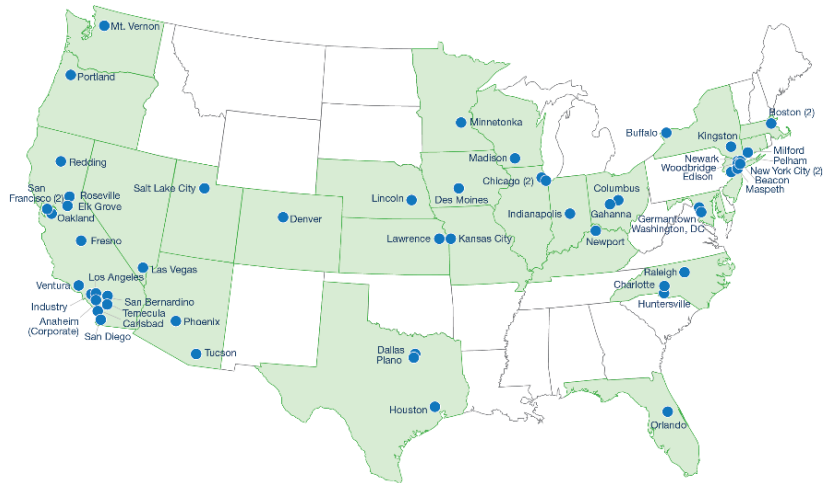 Mt. Vernon
Portland
Redding
San
Francisco (2)
Roseville
Elk Grove
Oakland
Fresno
Ventura
Los Angeles
Industry
Anaheim
(Corporate)
San Bernardino
Temecula
Carlsbad
San Diego
Las Vegas
Salt Lake City
Denver
Phoenix
Tucson
Minnetonka
Madison
Chicago (2)
Des Moines
Lincoln
Lawrence
Kansas City
Indianapolis
Columbus
Gahanna
Newport
Dallas
Plano
Houston
Orlando
Raleigh
Charlotte
Huntersville
Germantown
Washington, DC
Buffalo
Kingston
Newark
Woodbridge
Edison
Boston (2)
Milford
Pelham
New York City (2)
Beacon
Maspeth